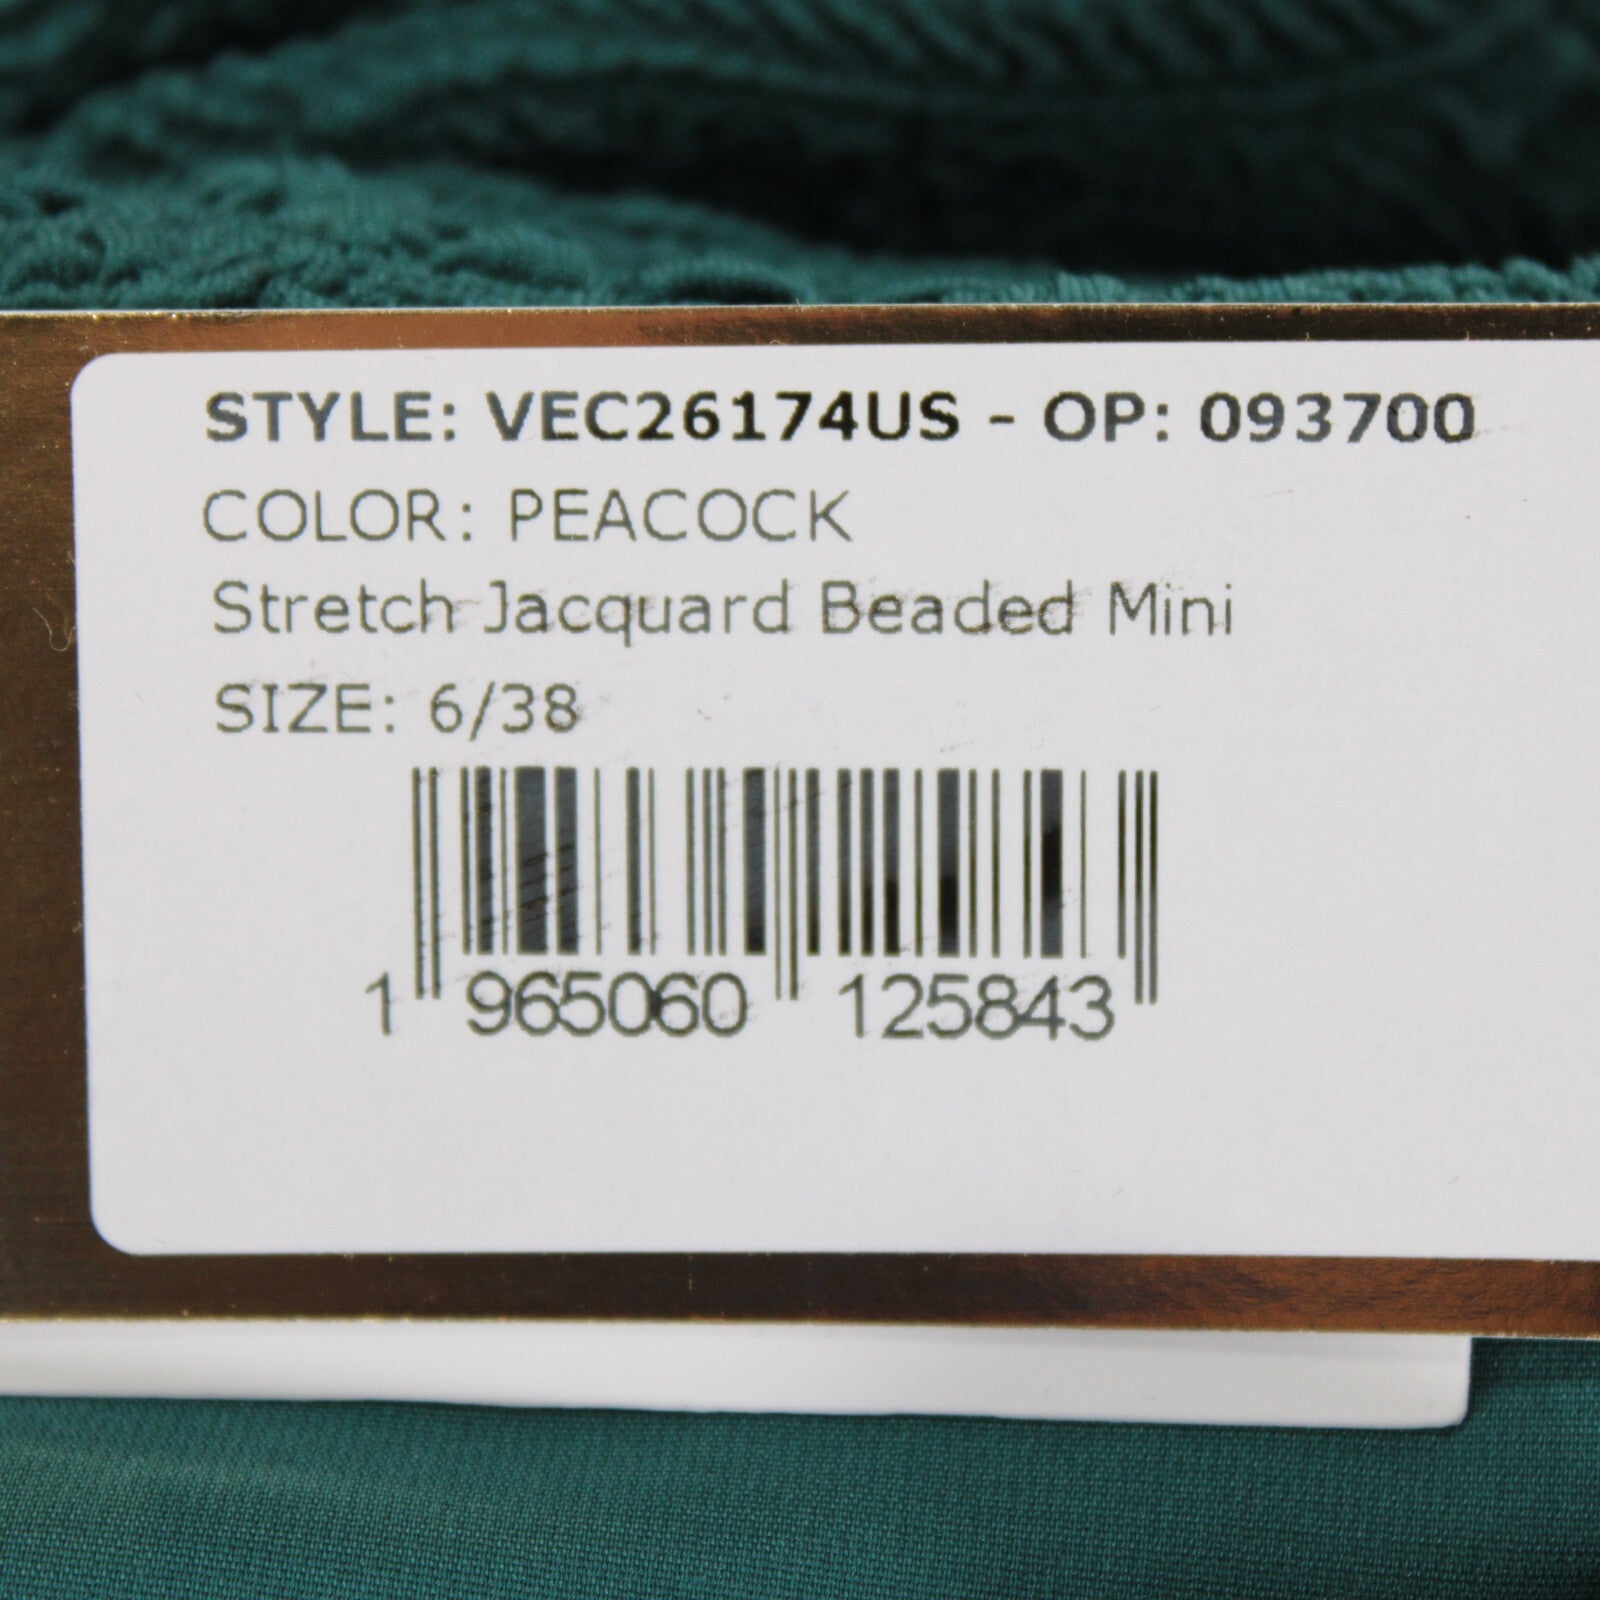 STYLE: VEC26174US - OP: 093700
COLOR: PEACOCK
Stretch Jacquard Beaded Mini
SIZE: 6/38
1 965060 125843